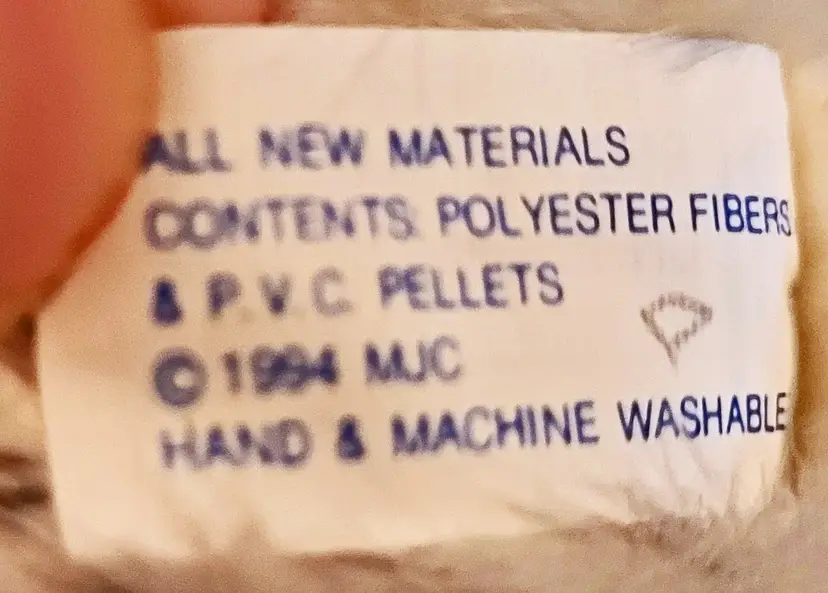 ALL NEW MATERIALS
CONTENTS: POLYESTER FIBERS
& P.V.C. PELLETS
© 1994 MJC
HAND & MACHINE WASHABLE